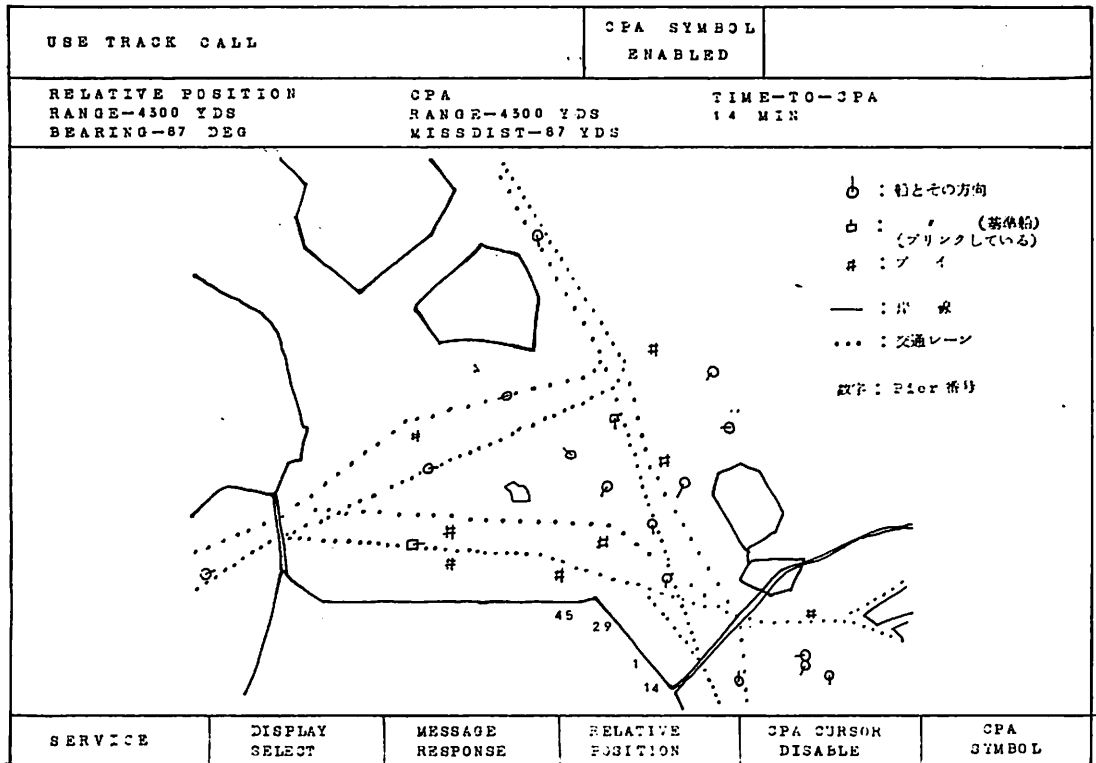 USE TRACK CALL
CPA SYMBOL
ENABLED
RELATIVE POSITION
RANGE-4300 YDS
BEARING-87 DEG
CPA
RANGE-4300 YDS
MISSDIST-87 YDS
TIME-TO-CPA
14 MIN
：船とその方向
： 〃 (基準船)
(ブリンクしている)
# ：ブイ
：岸線
••• ：交通レーン
数字：Pier 番号
45
29
1
14
SERVICE
DISPLAY
SELECT
MESSAGE
RESPONSE
RELATIVE
POSITION
CPA CURSOR
DISABLE
CPA
SYMBOL